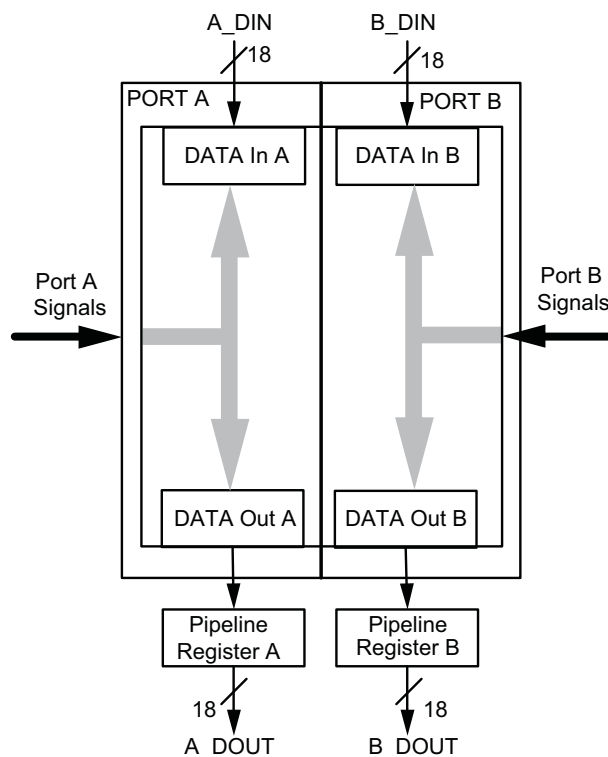 A_DIN
B_DIN
18
18
PORT A
PORT B
DATA In A
DATA In B
Port A
Signals
Port B
Signals
DATA Out A
DATA Out B
Pipeline
Register A
Pipeline
Register B
18
18
A DOUT
B DOUT